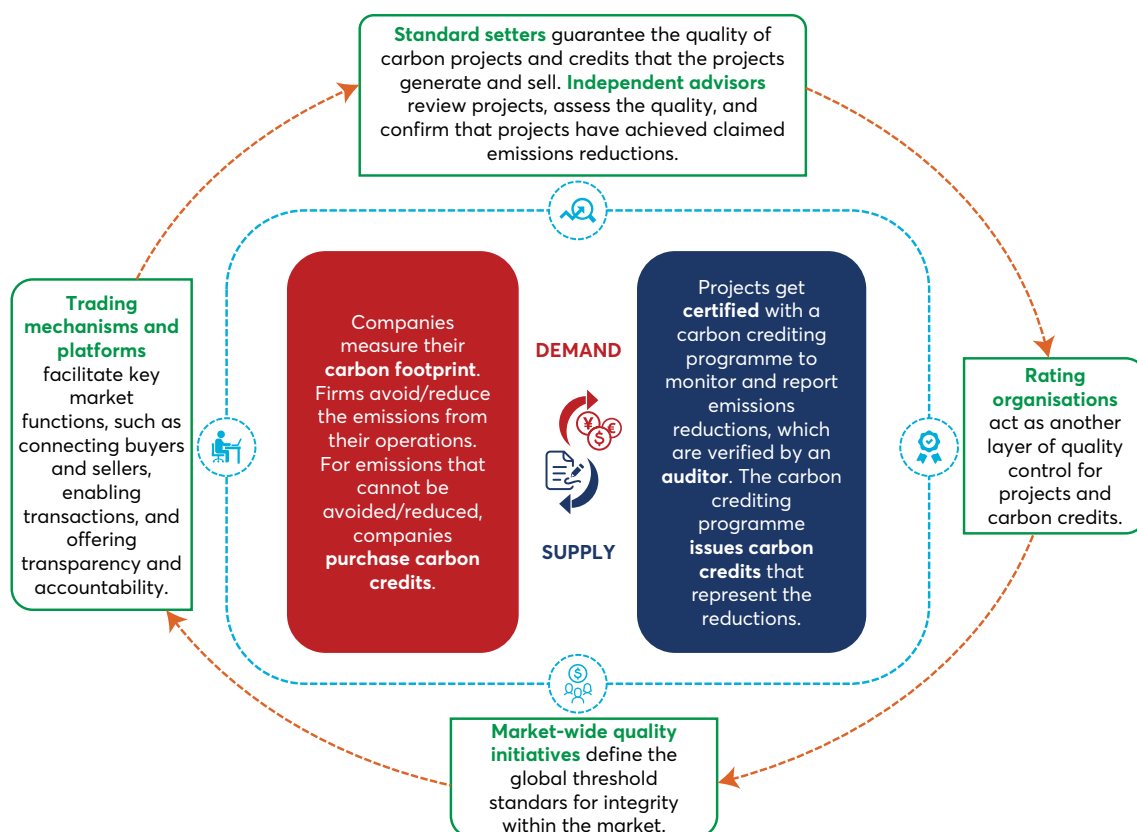 Standard setters guarantee the quality of
carbon projects and credits that the projects
generate and sell. Independent advisors
review projects, assess the quality, and
confirm that projects have achieved claimed
emissions reductions.
Trading
mechanisms and
platforms
facilitate key
market
functions, such as
connecting buyers
and sellers,
enabling
transactions, and
offering
transparency and
accountability.
Companies
measure their
carbon footprint.
Firms avoid/reduce
the emissions from
their operations.
For emissions that
cannot be
avoided/reduced,
companies
purchase carbon
credits.
DEMAND
¥
€
$
SUPPLY
Projects get
certified with a
carbon crediting
programme to
monitor and report
emissions
reductions, which
are verified by an
auditor. The carbon
crediting
programme
issues carbon
credits that
represent the
reductions.
Rating
organisations
act as another
layer of quality
control for
projects and
carbon credits.
$
Market-wide quality
initiatives define the
global threshold
standars for integrity
within the market.